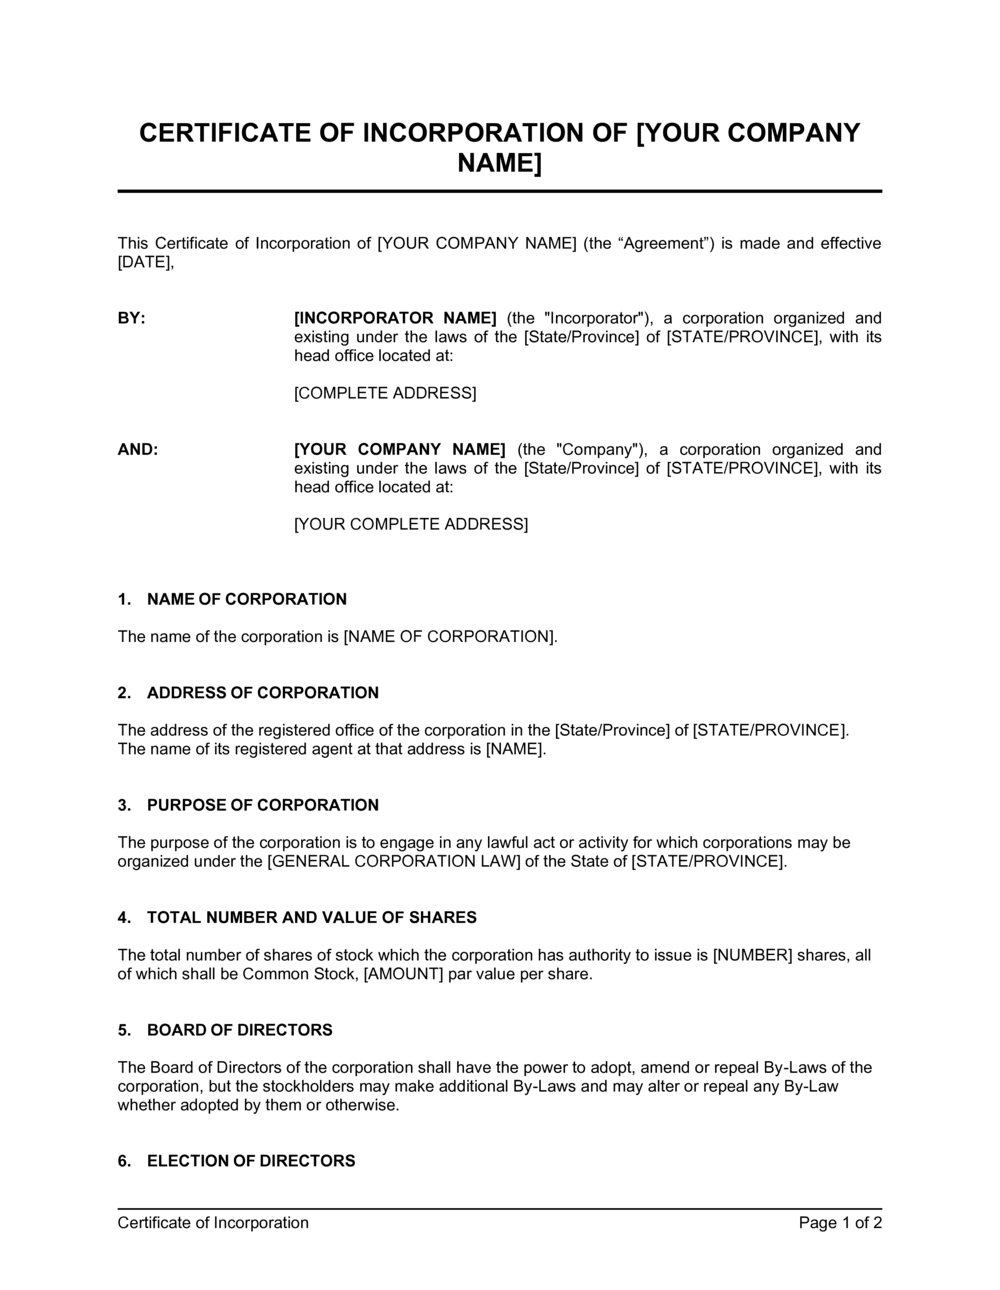 CERTIFICATE OF INCORPORATION OF [YOUR COMPANY
NAME]
This Certificate of Incorporation of [YOUR COMPANY NAME] (the “Agreement”) is made and effective
[DATE],
BY: [INCORPORATOR NAME] (the "Incorporator"), a corporation organized and
existing under the laws of the [State/Province] of [STATE/PROVINCE], with its
head office located at:
[COMPLETE ADDRESS]
AND: [YOUR COMPANY NAME] (the "Company"), a corporation organized and
existing under the laws of the [State/Province] of [STATE/PROVINCE], with its
head office located at:
[YOUR COMPLETE ADDRESS]
1. NAME OF CORPORATION
The name of the corporation is [NAME OF CORPORATION].
2. ADDRESS OF CORPORATION
The address of the registered office of the corporation in the [State/Province] of [STATE/PROVINCE].
The name of its registered agent at that address is [NAME].
3. PURPOSE OF CORPORATION
The purpose of the corporation is to engage in any lawful act or activity for which corporations may be
organized under the [GENERAL CORPORATION LAW] of the State of [STATE/PROVINCE].
4. TOTAL NUMBER AND VALUE OF SHARES
The total number of shares of stock which the corporation has authority to issue is [NUMBER] shares, all
of which shall be Common Stock, [AMOUNT] par value per share.
5. BOARD OF DIRECTORS
The Board of Directors of the corporation shall have the power to adopt, amend or repeal By-Laws of the
corporation, but the stockholders may make additional By-Laws and may alter or repeal any By-Law
whether adopted by them or otherwise.
6. ELECTION OF DIRECTORS
Certificate of Incorporation Page 1 of 2